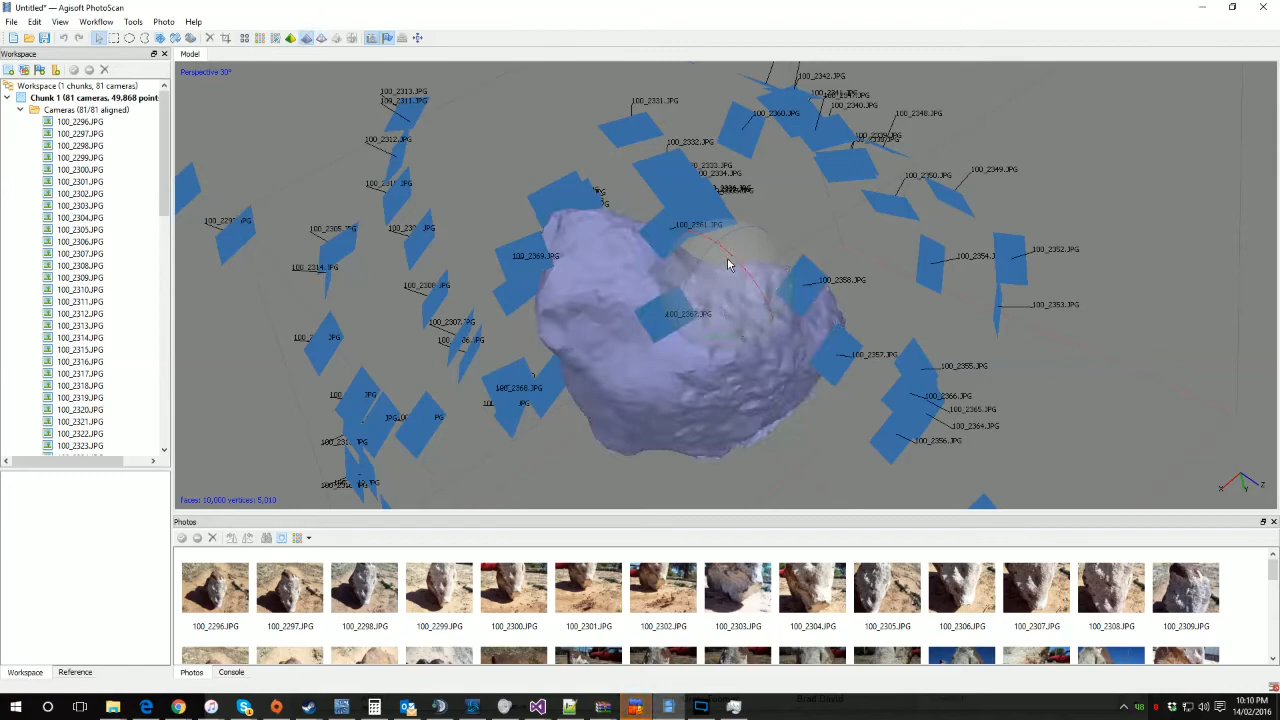 Untitled* — Agisoft PhotoScan
File Edit View Workflow Tools Photo Help
Workspace
Model
Workspace (1 chunks, 81 cameras)
Chunk 1 (81 cameras, 49,868 point
Cameras (81/81 aligned)
100_2296.JPG
100_2297.JPG
100_2298.JPG
100_2299.JPG
100_2300.JPG
100_2301.JPG
100_2302.JPG
100_2303.JPG
100_2304.JPG
100_2305.JPG
100_2306.JPG
100_2307.JPG
100_2308.JPG
100_2309.JPG
100_2310.JPG
100_2311.JPG
100_2312.JPG
100_2313.JPG
100_2314.JPG
100_2315.JPG
100_2316.JPG
100_2317.JPG
100_2318.JPG
100_2319.JPG
100_2320.JPG
100_2321.JPG
100_2322.JPG
100_2323.JPG
Perspective 30°
100_2342.JPG
100_2313.JPG
100_2311.JPG
100_2331.JPG
100_2340.JPG
100_2360.JPG
100_2348.JPG
100_2312.JPG
100_2332.JPG
100_2333.JPG
100_2334.JPG
100_2349.JPG
100_2350.JPG
100_2361.JPG
100_2305.JPG
100_2352.JPG
100_2369.JPG
100_2354.J
100_2314.JPG
100_2358.JPG
100_2353.JPG
100_2362.JPG
100_2307.JPG
100_2357.JPG
100_2355.JPG
100_2368.JPG
100_2366.JPG
100_2365.JPG
100_2364.JPG
100_2356.JPG
Faces: 10,000 vertices: 5,010
X Y Z
Photos
100_2296.JPG 100_2297.JPG 100_2298.JPG 100_2299.JPG 100_2300.JPG 100_2301.JPG 100_2302.JPG 100_2303.JPG 100_2304.JPG 100_2305.JPG 100_2306.JPG 100_2307.JPG 100_2308.JPG 100_2309.JPG
Workspace Reference
Photos Console
10:10 PM
14/02/2016